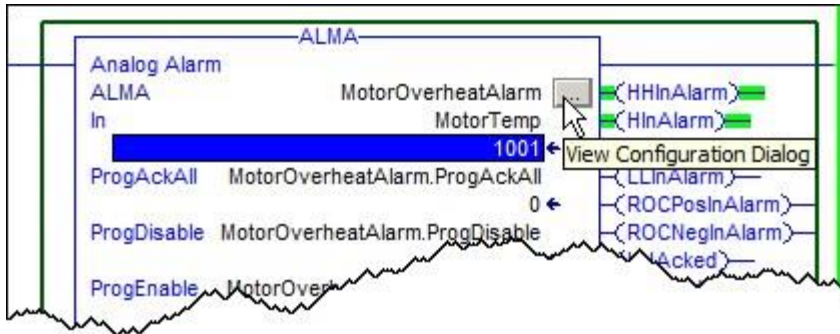 ALMA
Analog Alarm
ALMA MotorOverheatAlarm ... (HHInAlarm)
In MotorTemp (HInAlarm)
1001 View Configuration Dialog
ProgAckAll MotorOverheatAlarm.ProgAckAll (LLInAlarm)
0 (ROCPosInAlarm)
ProgDisable MotorOverheatAlarm.ProgDisable (ROCNegInAlarm)
ProgEnable